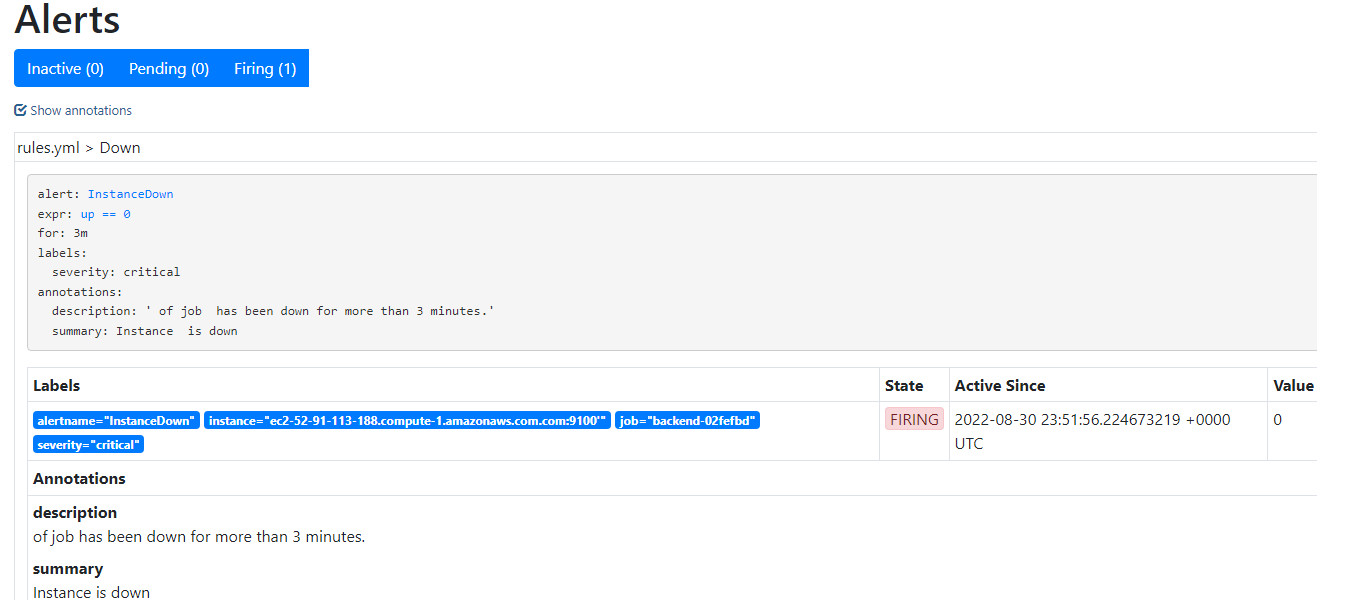 Alerts
Inactive (0) Pending (0) Firing (1)
Show annotations
rules.yml > Down
alert: InstanceDown
expr: up == 0
for: 3m
labels:
  severity: critical
annotations:
  description: ' of job  has been down for more than 3 minutes.'
  summary: Instance  is down
Labels State Active Since Value
alertname="InstanceDown" instance="ec2-52-91-113-188.compute-1.amazonaws.com.com:9100'" job="backend-02fefbd" FIRING 2022-08-30 23:51:56.224673219 +0000 0
severity="critical" UTC
Annotations
description
of job has been down for more than 3 minutes.
summary
Instance is down